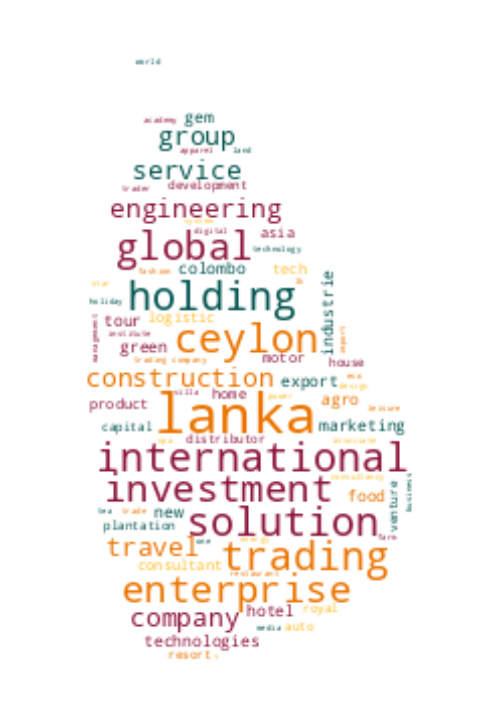 world
academy gem
group
apparel land
service
trader development
engineering
system
digital asia
global technology
fashion colombo tech
star
holiday holding industrie
tour logistic
management institute ceylon import
green motor
trading company house
construction export eco
design
villa home power
product lanka agro leisure
capital marketing
spa distributor associate
international
consultancy
investment food venture business
tea trade new solution
plantation farm
travel one energy trading
consultant
restaurant
enterprise
hotel royal
company media auto
technologies
resort